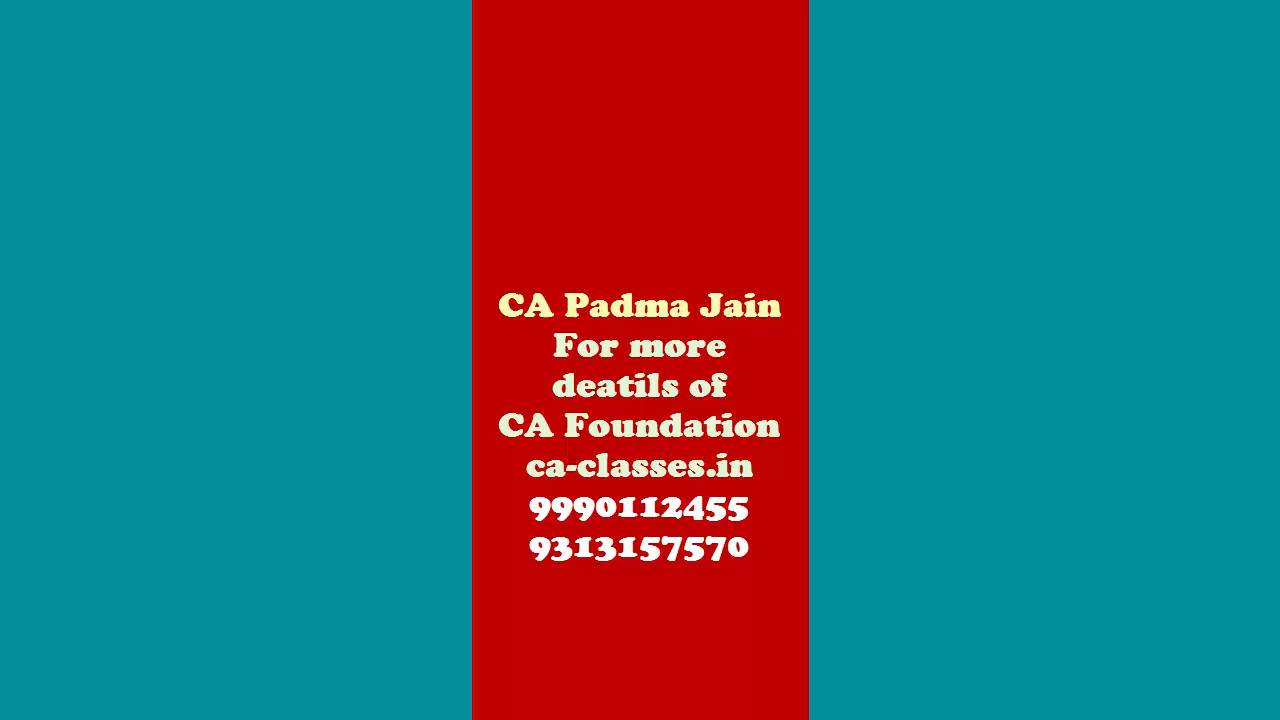 CA Padma Jain
For more
deatils of
CA Foundation
ca-classes.in
9990112455
9313157570